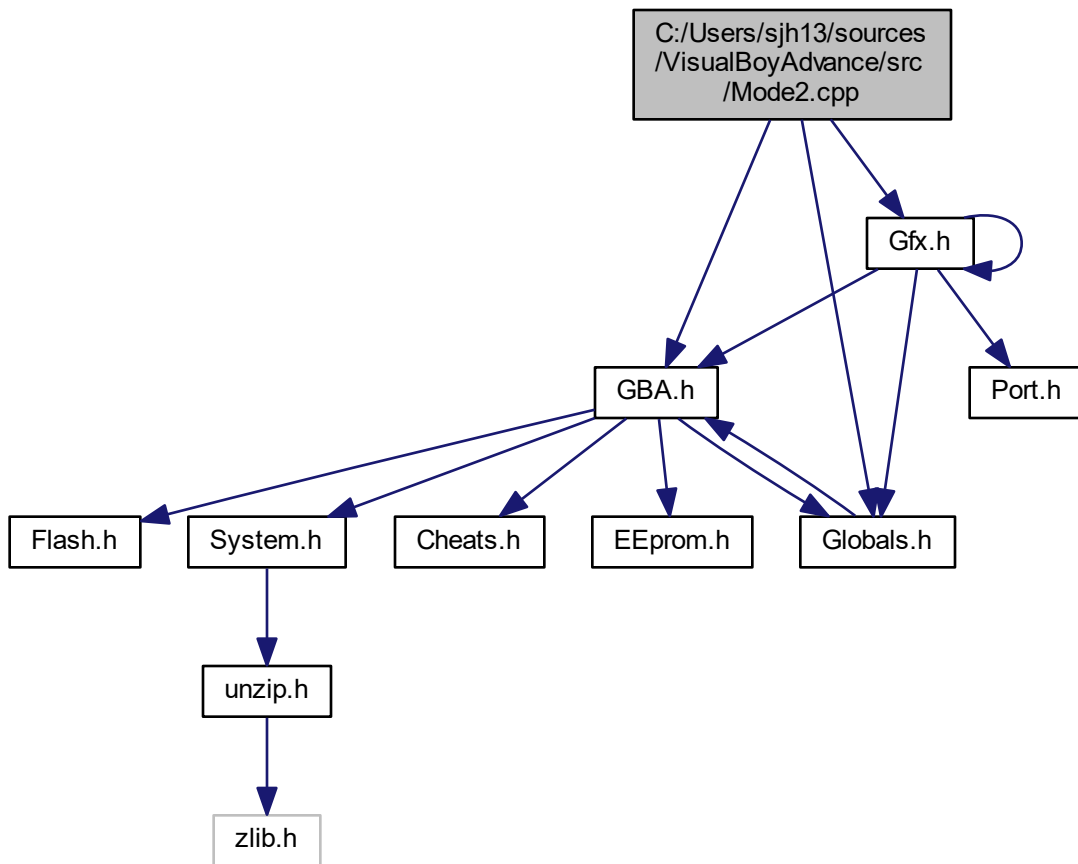 C:/Users/sjh13/sources
/VisualBoyAdvance/src
/Mode2.cpp
Gfx.h
GBA.h
Port.h
Flash.h
System.h
Cheats.h
EEprom.h
Globals.h
unzip.h
zlib.h